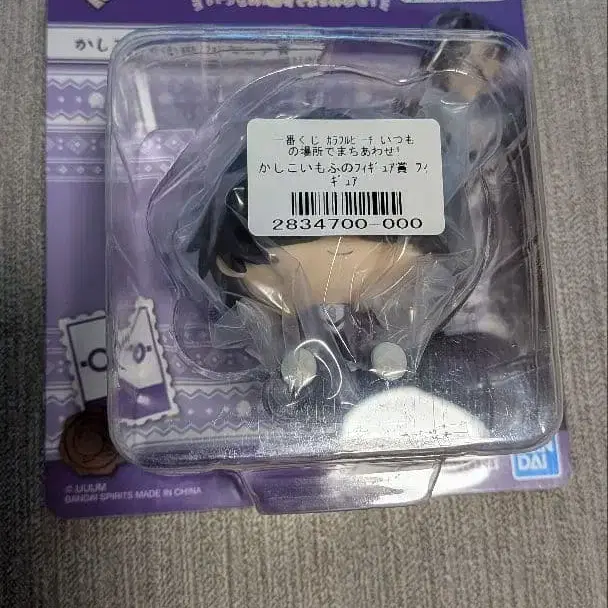 かしこ
一番くじ ｶﾗﾌﾙﾋﾟｰﾁ いつも
の場所でまちあわせ!
かしこいもふのﾌｨｷﾞｭｱ賞 ﾌｨ
ｷﾞｭｱ
2834700-000
BAN
DAI
© UUUM
BANDAI SPIRITS MADE IN CHINA